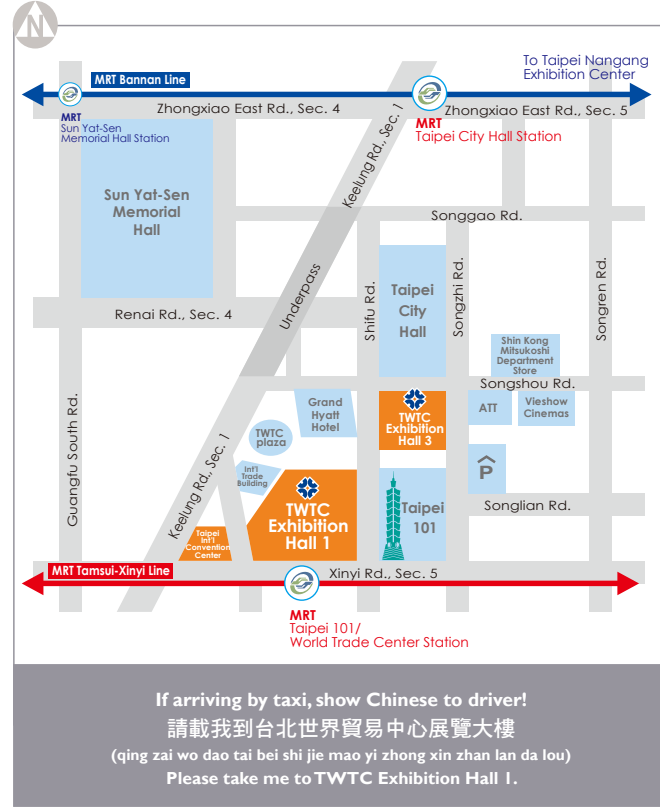 N
To Taipei Nangang
Exhibition Center
MRT Bannan Line
Zhongxiao East Rd., Sec. 4
Zhongxiao East Rd., Sec. 5
MRT
Sun Yat-Sen
Memorial Hall Station
MRT
Taipei City Hall Station
Keelung Rd., Sec. 1
Sun Yat-Sen
Memorial
Hall
Songgao Rd.
Underpass
Shifu Rd.
Taipei
City
Hall
Songzhi Rd.
Songren Rd.
Renai Rd., Sec. 4
Shin Kong
Mitsukoshi
Department
Store
Songshou Rd.
Guangfu South Rd.
Grand
Hyatt
Hotel
TWTC
Exhibition
Hall 3
ATT
Vieshow
Cinemas
TWTC
plaza
Keelung Rd., Sec. 1
Int'l
Trade
Building
P
TWTC
Exhibition
Hall 1
Taipei
101
Songlian Rd.
Taipei
Int'l
Convention
Center
MRT Tamsui-Xinyi Line
Xinyi Rd., Sec. 5
MRT
Taipei 101/
World Trade Center Station
If arriving by taxi, show Chinese to driver!
請載我到台北世界貿易中心展覽大樓
(qing zai wo dao tai bei shi jie mao yi zhong xin zhan lan da lou)
Please take me to TWTC Exhibition Hall 1.